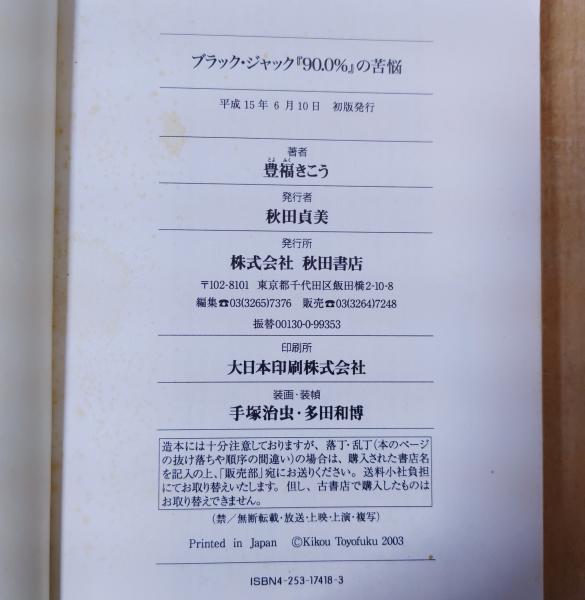 ブラック・ジャック『90.0%』の苦悩
平成15年 6月10日 初版発行
著者
とよ ふく
豊福きこう
発行者
秋田貞美
発行所
株式会社 秋田書店
〒102-8101 東京都千代田区飯田橋2-10-8
編集☎03(3265)7376 販売☎03(3264)7248
振替00130-0-99353
印刷所
大日本印刷株式会社
装画・装幀
手塚治虫・多田和博
造本には十分注意しておりますが、落丁・乱丁(本のページ
の抜け落ちや順序の間違い)の場合は、購入された書店名
を記入の上、「販売部」宛にお送りください。送料小社負担
にてお取り替えいたします。但し、古書店で購入したものは
お取り替えできません。
(禁/無断転載・放送・上映・上演・複写)
Printed in Japan ©Kikou Toyofuku 2003
ISBN4-253-17418-3